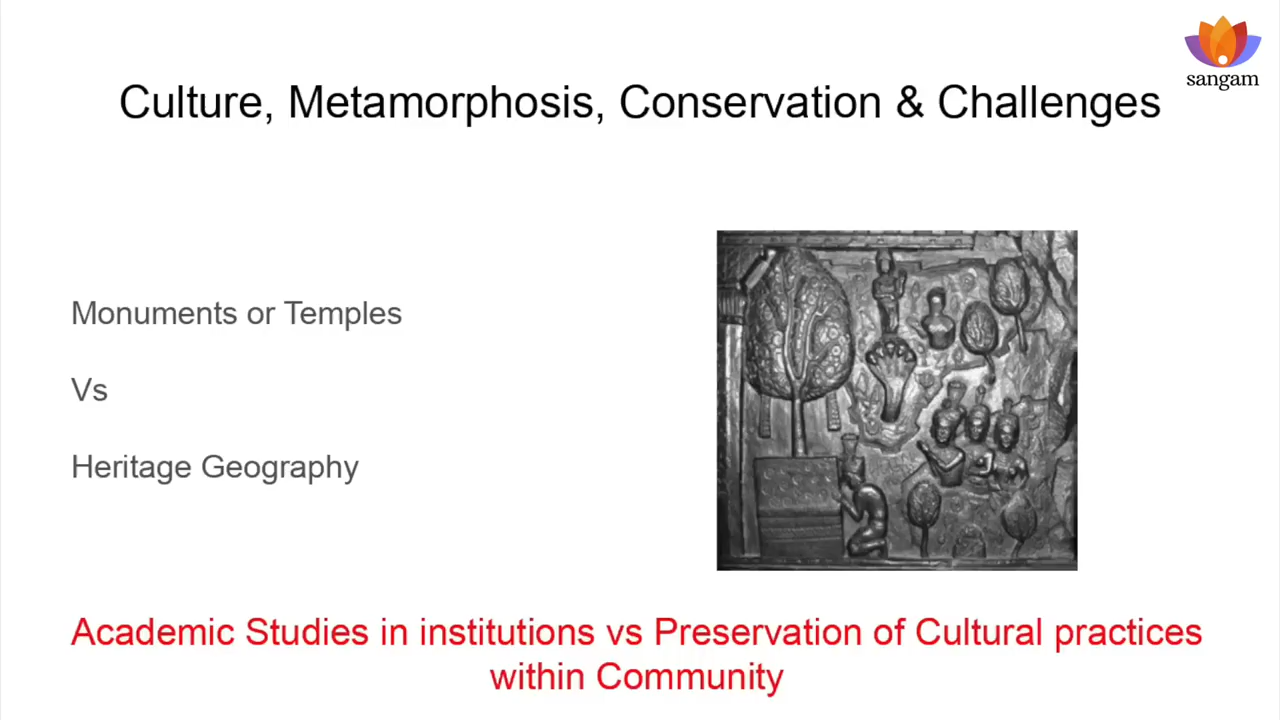 sangam
Culture, Metamorphosis, Conservation & Challenges
Monuments or Temples
Vs
Heritage Geography
Academic Studies in institutions vs Preservation of Cultural practices
within Community